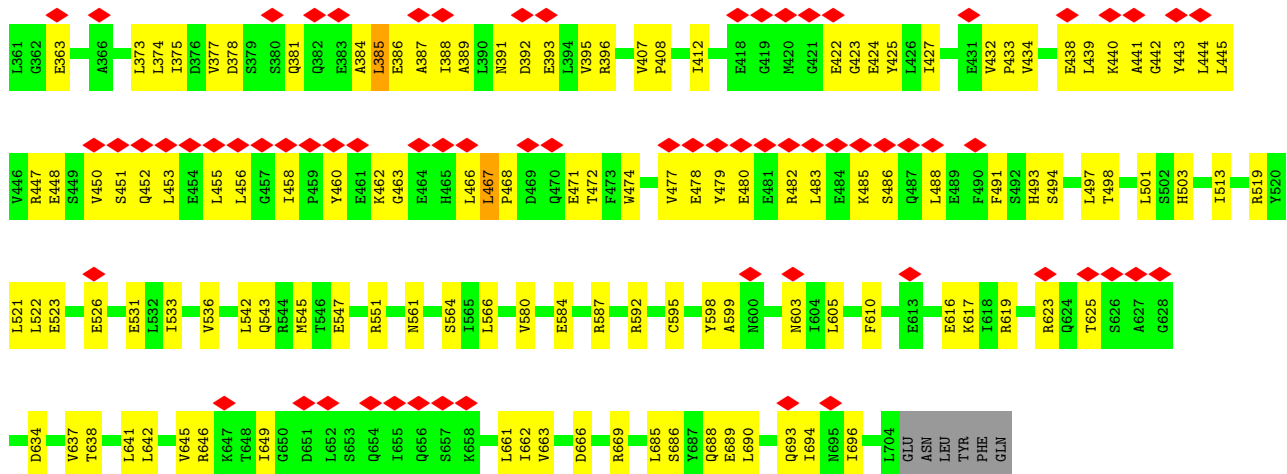 L361 G362 E363 A366 L373 L374 I375 D376 V377 D378 S379 S380 Q381 Q382 E383 A384 L385 E386 A387 I388 A389 L390 N391 D392 E393 L394 V395 R396 V407 P408 I412 E418 G419 M420 G421 E422 G423 E424 Y425 L426 I427 E431 V432 P433 V434 E438 L439 K440 A441 G442 Y443 L444 L445
V446 R447 E448 S449 V450 S451 Q452 L453 E454 L455 L456 G457 I458 P459 Y460 E461 K462 G463 E464 H465 L466 L467 P468 D469 Q470 E471 T472 F473 W474 V477 E478 Y479 E480 E481 R482 L483 E484 K485 S486 Q487 L488 E489 F490 F491 S492 H493 S494 L497 T498 L501 S502 H503 I513 R519 Y520
L521 L522 E523 E526 E531 L532 I533 V536 L542 Q543 R544 M545 T546 E547 R551 N561 S564 I565 L566 V580 E584 R587 R592 C595 Y598 A599 N600 N603 I604 L605 F610 E613 E616 K617 I618 R619 R623 Q624 T625 S626 A627 G628
D634 V637 T638 L641 L642 V645 R646 K647 T648 I649 G650 D651 L652 S653 Q654 I655 Q656 S657 K658 L661 I662 V663 D666 R669 L685 S686 Y687 Q688 E689 L690 Q693 I694 N695 I696 L704 GLU ASN LEU TYR PHE GLN